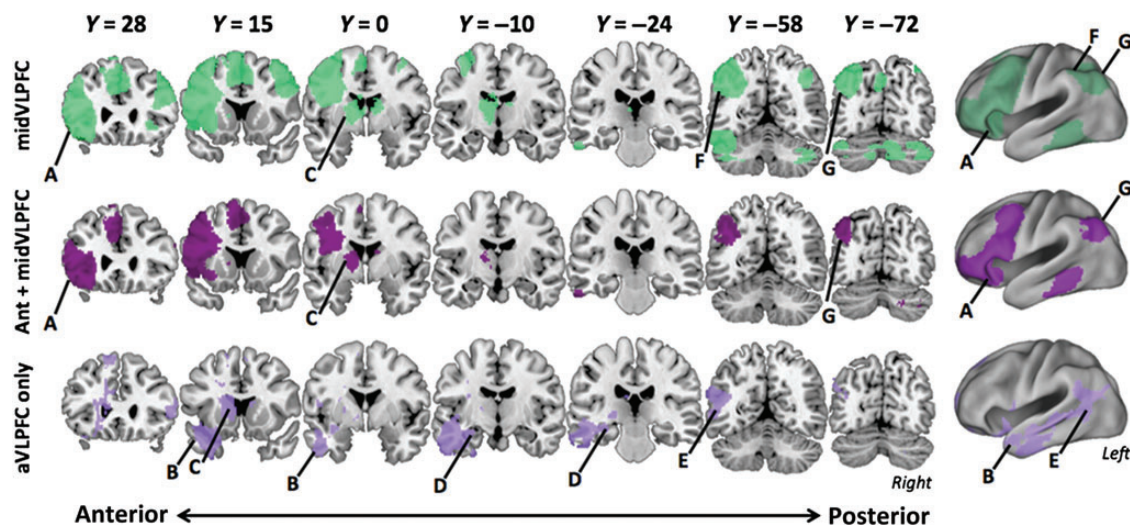 Y = 28 Y = 15 Y = 0 Y = −10 Y = −24 Y = −58 Y = −72
midVLPFC
A
C
F
G
F
G
A
Ant + midVLPFC
A
C
G
G
A
aVLPFC only
B
C
B
D
D
E
B
E
Left
Right
Anterior
Posterior